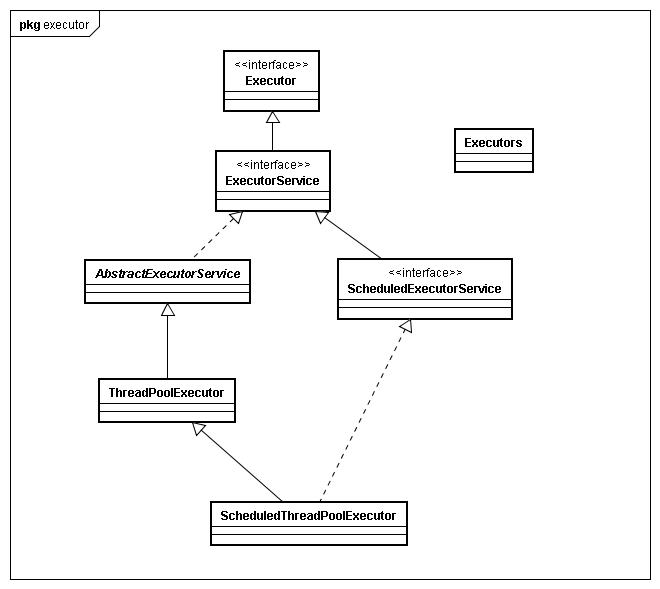 pkg executor
<<interface>>
Executor
Executors
<<interface>>
ExecutorService
AbstractExecutorService
<<interface>>
ScheduledExecutorService
ThreadPoolExecutor
ScheduledThreadPoolExecutor